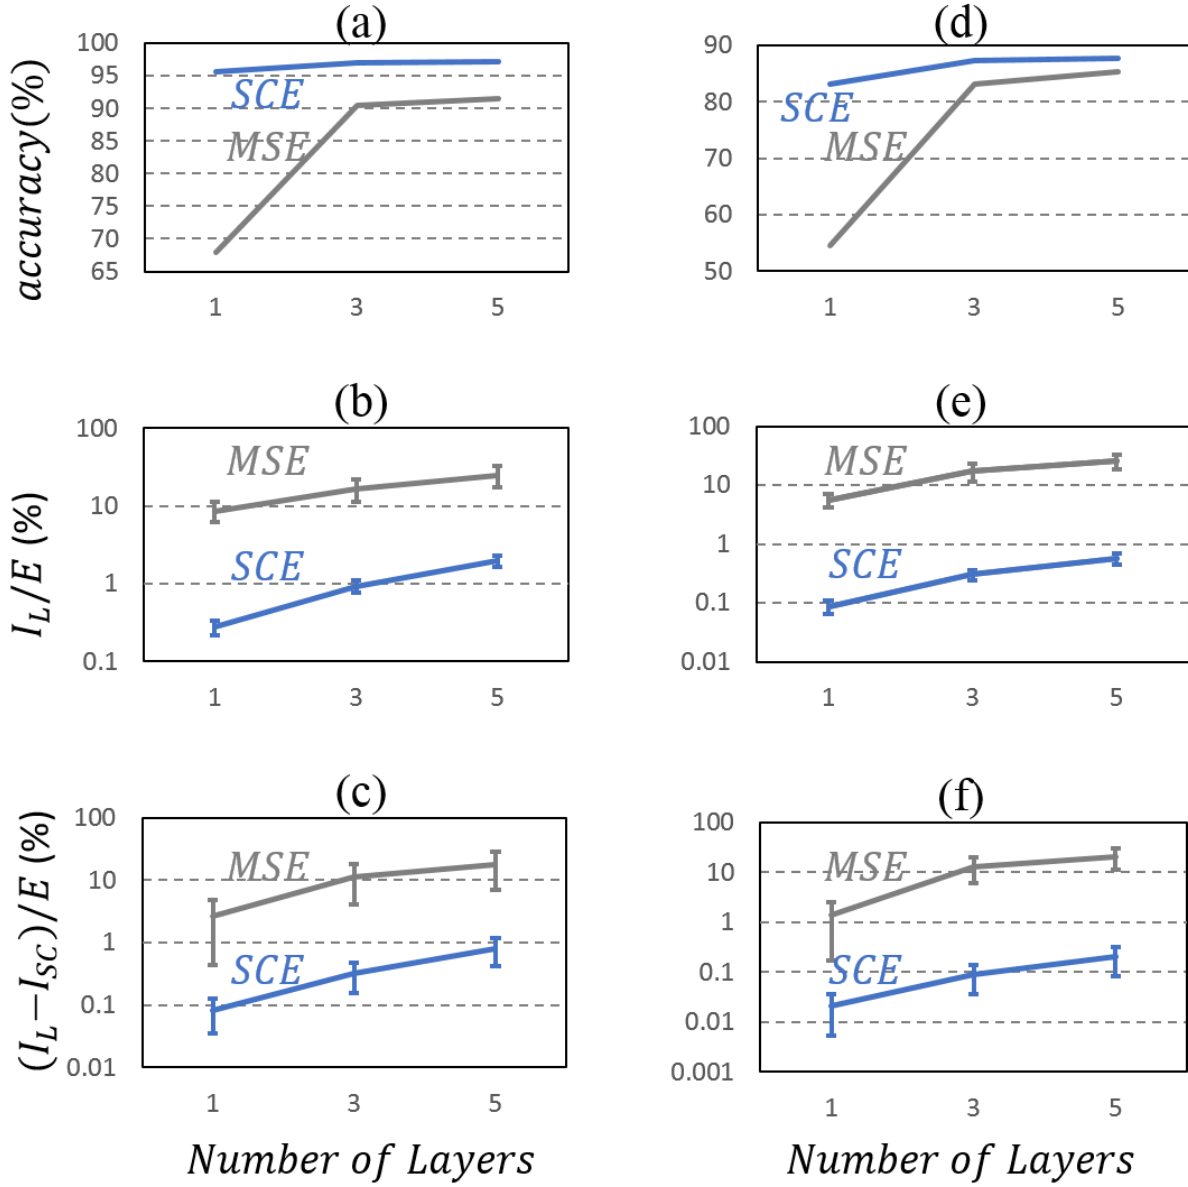 (a)
accuracy(%)
100
95
90
85
80
75
70
65
SCE
MSE
1 3 5
(d)
90
80
70
60
50
SCE
MSE
1 3 5
(b)
I_L/E (%)
100
10
1
0.1
MSE
SCE
1 3 5
(e)
100
10
1
0.1
0.01
MSE
SCE
1 3 5
(c)
(I_L−I_SC)/E (%)
100
10
1
0.1
0.01
MSE
SCE
1 3 5
Number of Layers
(f)
100
10
1
0.1
0.01
0.001
MSE
SCE
1 3 5
Number of Layers